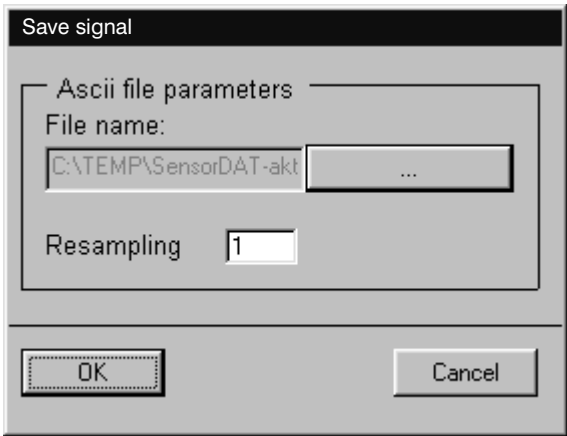 Save signal
Ascii file parameters
File name:
C:\TEMP\SensorDAT-akt
...
Resampling 1
OK Cancel